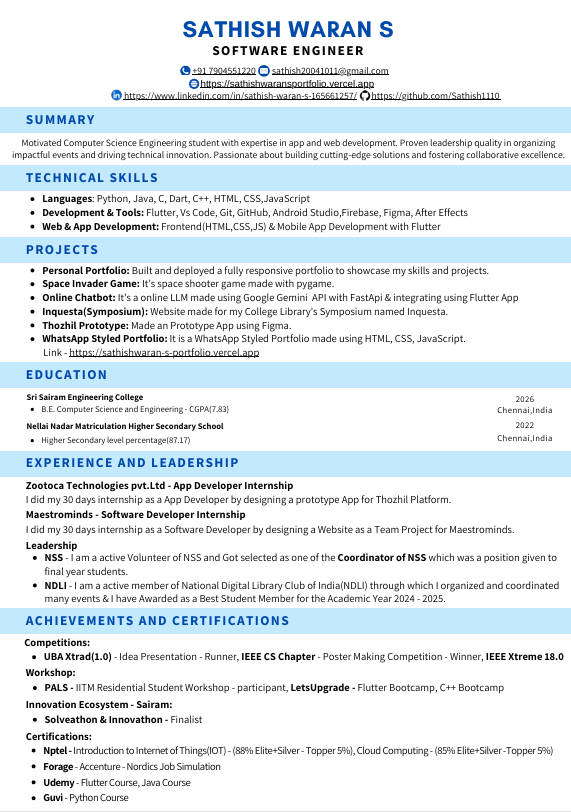 SATHISH WARAN S
SOFTWARE ENGINEER
+91 7904551220 sathish20041011@gmail.com
https://sathishwaransportfolio.vercel.app
https://www.linkedin.com/in/sathish-waran-s-165661257/ https://github.com/Sathish1110
SUMMARY
Motivated Computer Science Engineering student with expertise in app and web development. Proven leadership quality in organizing
impactful events and driving technical innovation. Passionate about building cutting-edge solutions and fostering collaborative excellence.
TECHNICAL SKILLS
• Languages: Python, Java, C, Dart, C++, HTML, CSS,JavaScript
• Development & Tools: Flutter, Vs Code, Git, GitHub, Android Studio,Firebase, Figma, After Effects
• Web & App Development: Frontend(HTML,CSS,JS) & Mobile App Development with Flutter
PROJECTS
• Personal Portfolio: Built and deployed a fully responsive portfolio to showcase my skills and projects.
• Space Invader Game: It's space shooter game made with pygame.
• Online Chatbot: It's a online LLM made using Google Gemini API with FastApi & integrating using Flutter App
• Inquesta(Symposium): Website made for my College Library's Symposium named Inquesta.
• Thozhil Prototype: Made an Prototype App using Figma.
• WhatsApp Styled Portfolio: It is a WhatsApp Styled Portfolio made using HTML, CSS, JavaScript.
Link - https://sathishwaran-s-portfolio.vercel.app
EDUCATION
Sri Sairam Engineering College
2026
• B.E. Computer Science and Engineering - CGPA(7.83)
Chennai,India
Nellai Nadar Matriculation Higher Secondary School
2022
• Higher Secondary level percentage(87.17)
Chennai,India
EXPERIENCE AND LEADERSHIP
Zootoca Technologies pvt.Ltd - App Developer Internship
I did my 30 days internship as a App Developer by designing a prototype App for Thozhil Platform.
Maestrominds - Software Developer Internship
I did my 30 days internship as a Software Developer by designing a Website as a Team Project for Maestrominds.
Leadership
• NSS - I am a active Volunteer of NSS and Got selected as one of the Coordinator of NSS which was a position given to
final year students.
• NDLI - I am a active member of National Digital Library Club of India(NDLI) through which I organized and coordinated
many events & I have Awarded as a Best Student Member for the Academic Year 2024 - 2025.
ACHIEVEMENTS AND CERTIFICATIONS
Competitions:
• UBA Xtrad(1.0) - Idea Presentation - Runner, IEEE CS Chapter - Poster Making Competition - Winner, IEEE Xtreme 18.0
Workshop:
• PALS - IITM Residential Student Workshop - participant, LetsUpgrade - Flutter Bootcamp, C++ Bootcamp
Innovation Ecosystem - Sairam:
• Solveathon & Innovathon - Finalist
Certifications:
• Nptel - Introduction to Internet of Things(IOT) - (88% Elite+Silver - Topper 5%), Cloud Computing - (85% Elite+Silver -Topper 5%)
• Forage - Accenture - Nordics Job Simulation
• Udemy - Flutter Course, Java Course
• Guvi - Python Course